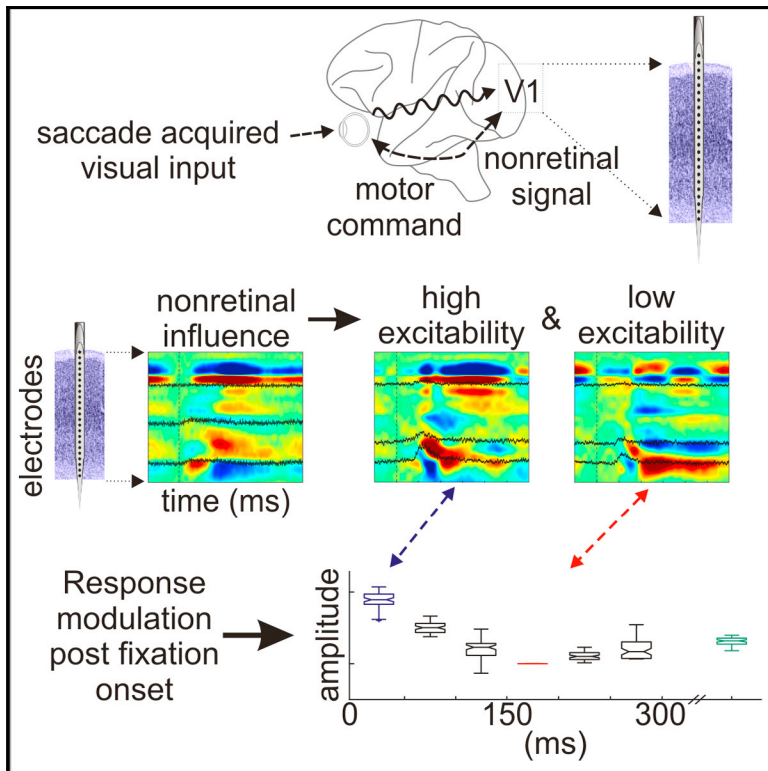 V1
saccade acquired
visual input
motor
command
nonretinal
signal
nonretinal
influence
high
excitability
&
low
excitability
electrodes
time (ms)
Response
modulation
post fixation
onset
amplitude
0
150
300
(ms)